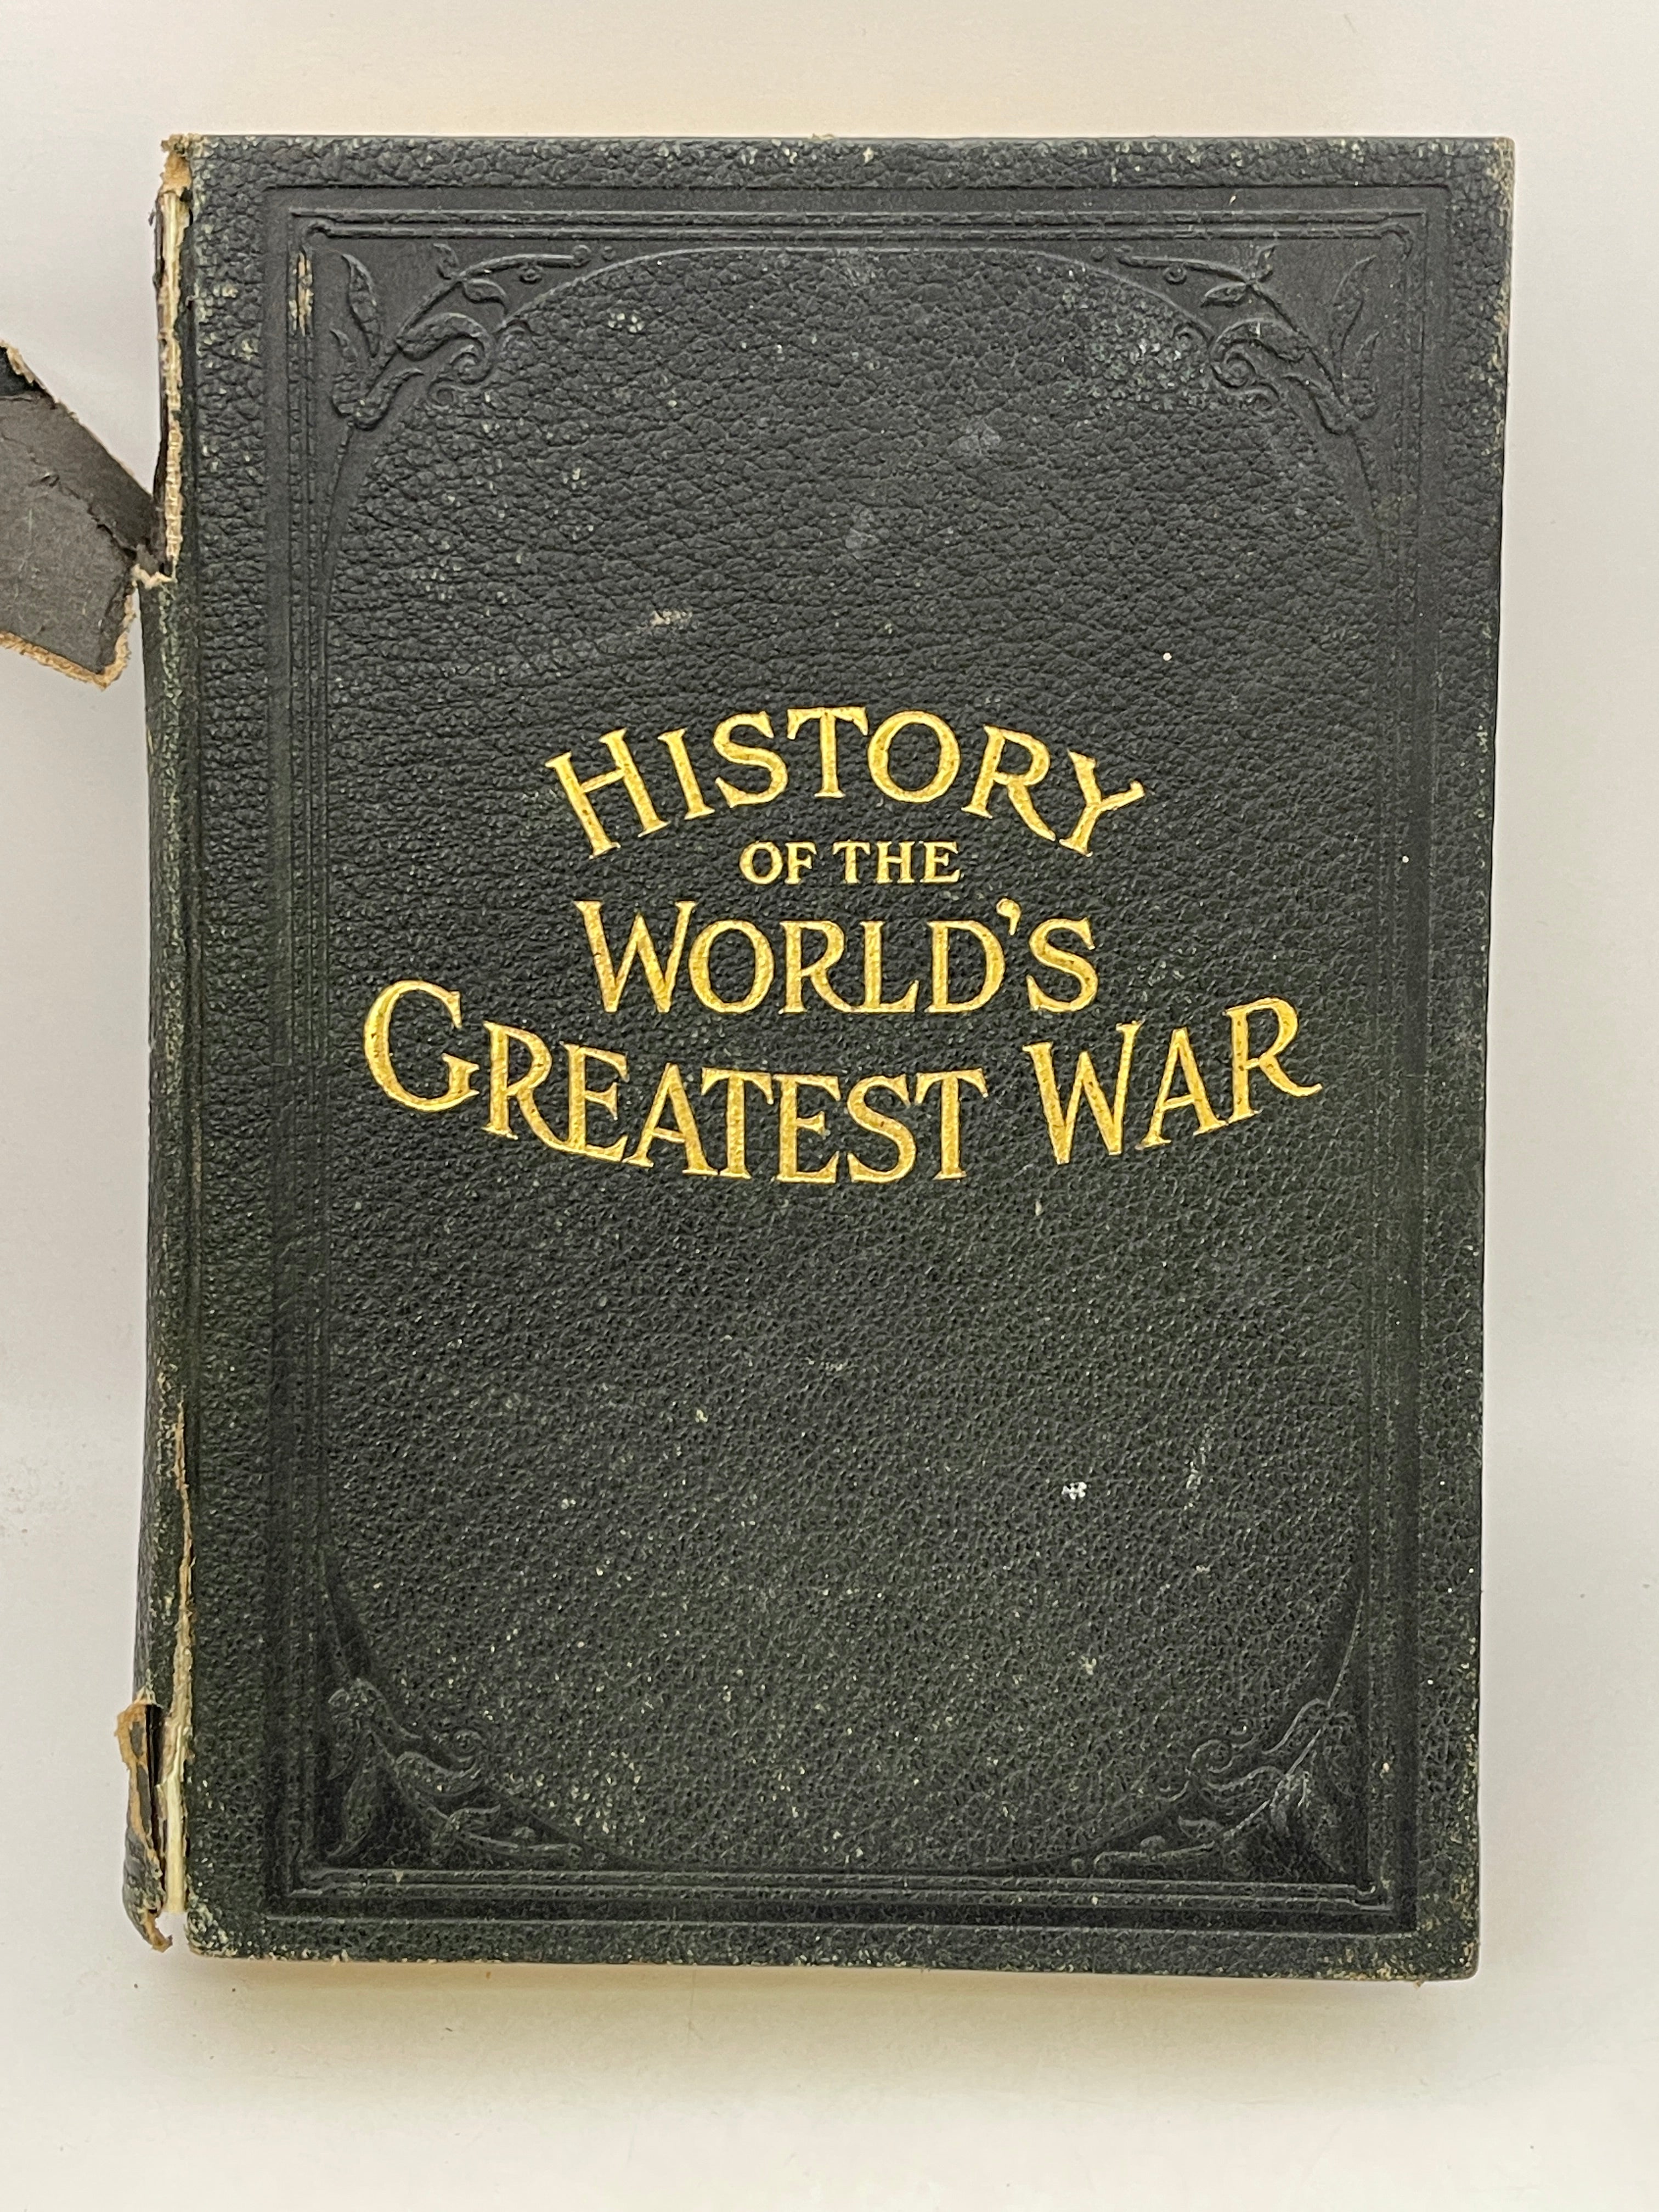 HISTORY
OF THE
WORLD'S
GREATEST WAR